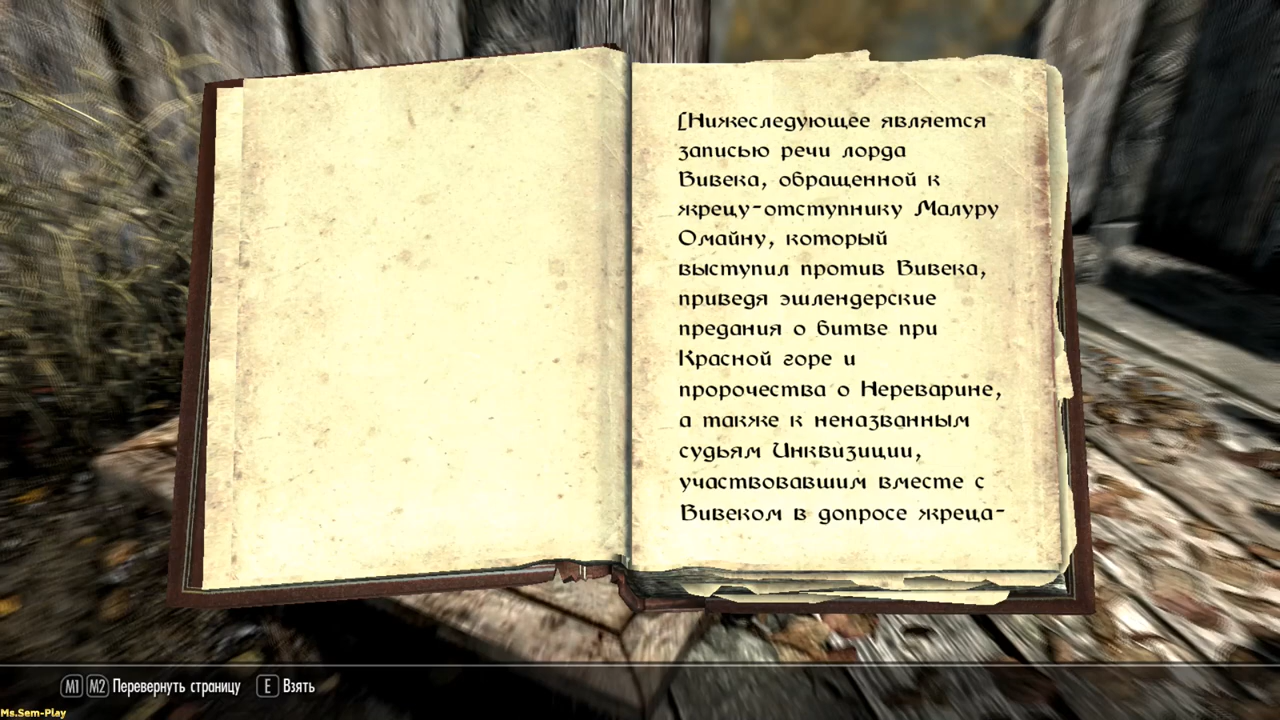 [Нижеследующее является
записью речи лорда
Вивека, обращенной к
жрецу-отступнику Малуру
Омайну, который
выступил против Вивека,
приведя эшлендерские
предания о битве при
Красной горе и
пророчества о Нереварине,
а также к неназванным
судьям Инквизиции,
участвовавшим вместе с
Вивеком в допросе жреца-
M1 M2 Перевернуть страницу E Взять
Ms.Sem-Play